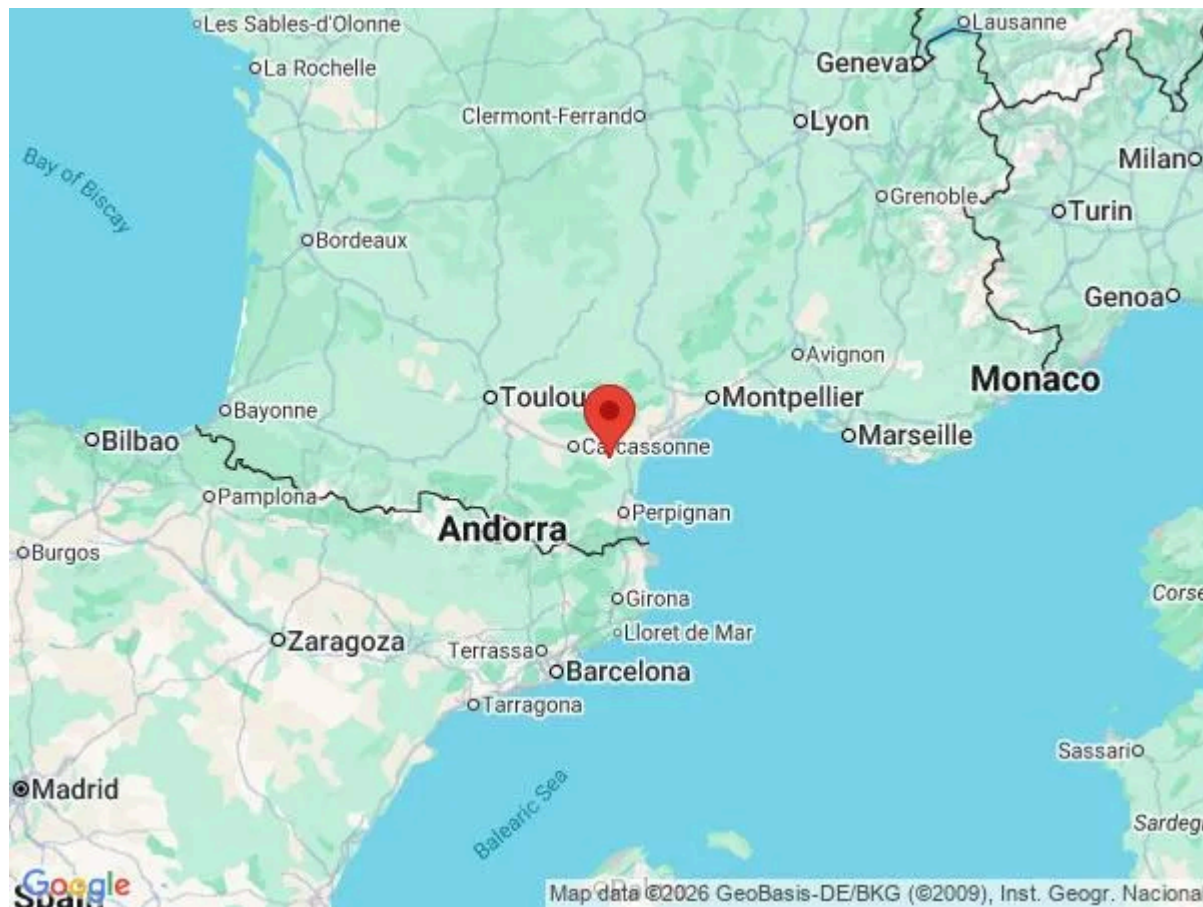 Les Sables-d'Olonne
Lausanne
La Rochelle
Geneva
Clermont-Ferrand
Lyon
Milan
Bay of Biscay
Grenoble
Turin
Bordeaux
Genoa
Avignon
Monaco
Toulou
Montpellier
Bayonne
Marseille
Bilbao
Carcassonne
Pamplona
Perpignan
Andorra
Burgos
Corse
Girona
Lloret de Mar
Zaragoza
Terrassa
Barcelona
Tarragona
Sassari
Madrid
Balearic Sea
Sardeg
Google
Spain
Map data ©2026 GeoBasis-DE/BKG (©2009), Inst. Geogr. Nacional